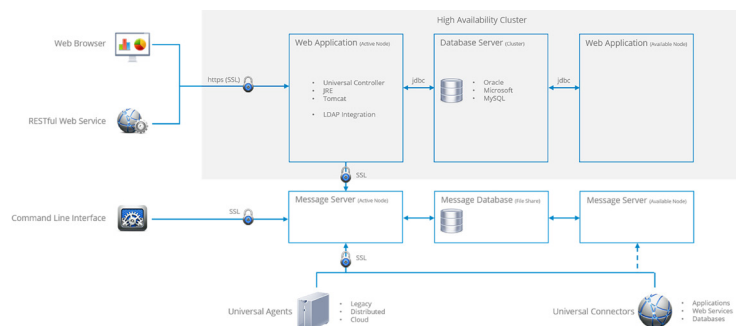 High Availability Cluster
Web Browser
Web Application (Active Node)
Database Server (Cluster)
Web Application (Available Node)
https (SSL)
• Universal Controller
• JRE
• Tomcat
• LDAP Integration
jdbc
• Oracle
• Microsoft
• MySQL
jdbc
RESTful Web Service
SSL
Command Line Interface
SSL
Message Server (Active Node)
Message Database (File Share)
Message Server (Available Node)
SSL
Universal Agents
• Legacy
• Distributed
• Cloud
Universal Connectors
• Applications
• Web Services
• Databases